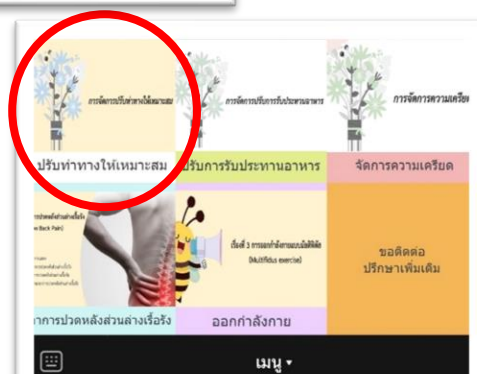 การจัดการปรับท่าทางให้เหมาะสม
การจัดการปรับการรับประทานอาหาร
การจัดการความเครีย
ปรับท่าทางให้เหมาะสม
ปรับการรับประทานอาหาร
จัดการความเครียด
Back Pain)
เรื่องที่ 3 การออกกำลังกายแบบมัลติฟิดัส
(Multifidus exercise)
ขอติดต่อ
ปรึกษาเพิ่มเติม
าการปวดหลังส่วนล่างเรื้อรัง
ออกกำลังกาย
เมนู